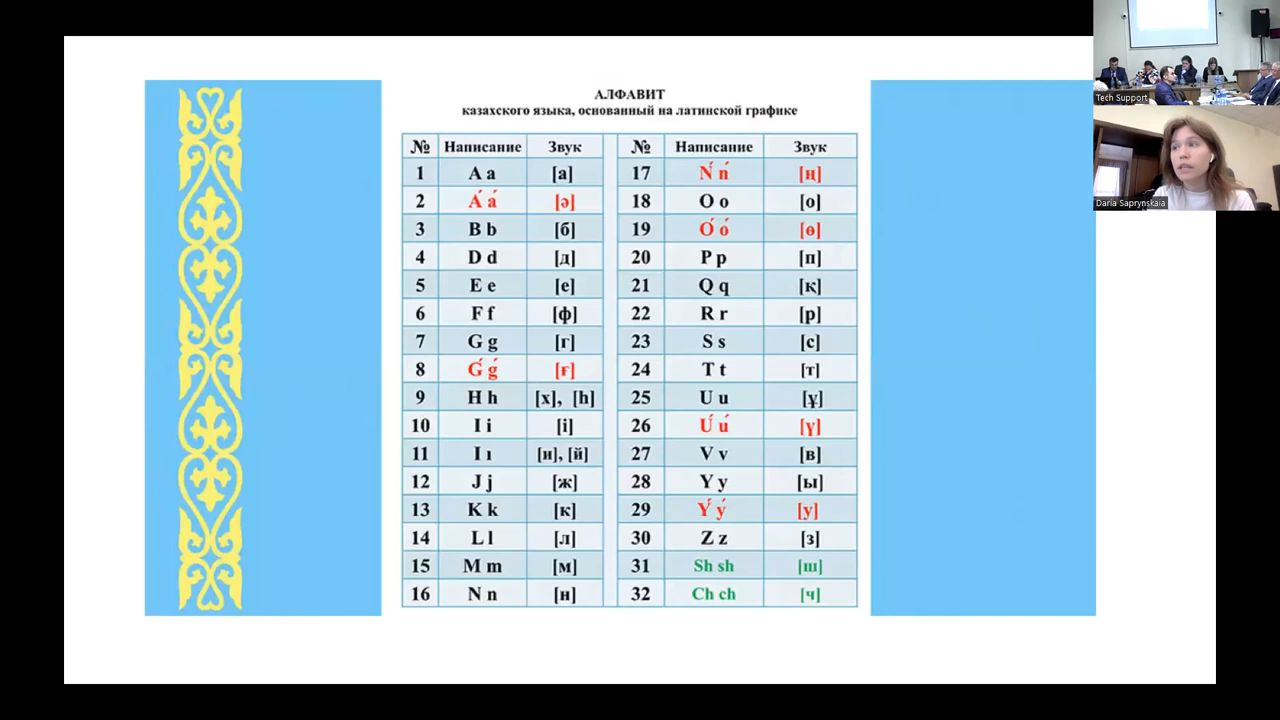 АЛФАВИТ
казахского языка, основанный на латинской графике
№ Написание Звук
1 A a [а]
2 Á á [ә]
3 B b [б]
4 D d [д]
5 E e [е]
6 F f [ф]
7 G g [г]
8 Ǵ ǵ [ғ]
9 H h [х], [һ]
10 I i [і]
11 I ı [и], [й]
12 J j [ж]
13 K k [к]
14 L l [л]
15 M m [м]
16 N n [н]
№ Написание Звук
17 Ń ń [ң]
18 O o [о]
19 Ó ó [ө]
20 P p [п]
21 Q q [қ]
22 R r [р]
23 S s [с]
24 T t [т]
25 U u [ұ]
26 Ú ú [ү]
27 V v [в]
28 Y y [ы]
29 Ý ý [у]
30 Z z [з]
31 Sh sh [ш]
32 Ch ch [ч]
Tech Support
Daria Saprynskaia